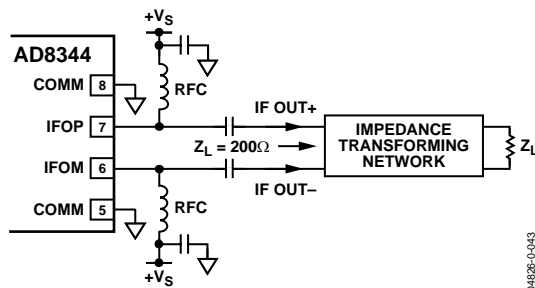 +VS
AD8344
COMM 8
RFC
IFOP 7
IF OUT+
ZL = 200Ω
IMPEDANCE
TRANSFORMING
NETWORK
ZL
IFOM 6
IF OUT–
COMM 5
RFC
+VS
04826-0-043